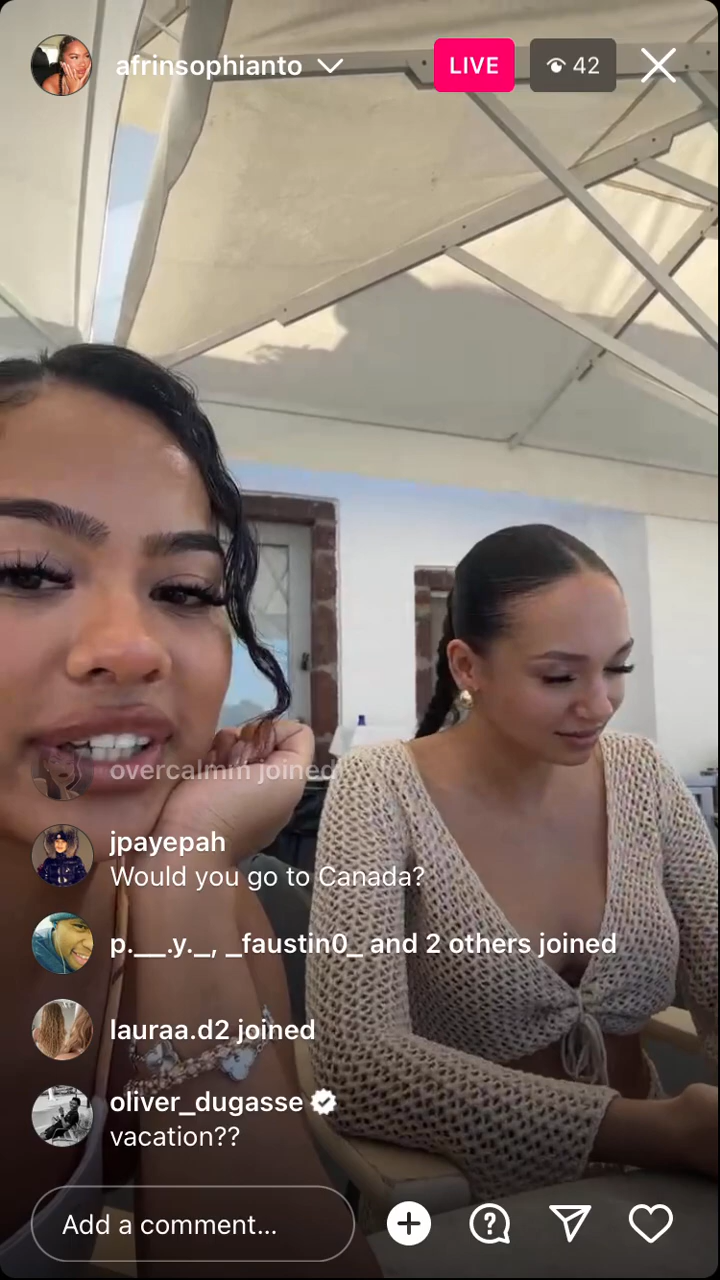 afrinsophianto
LIVE
42
overcalmm joined
jpayepah
Would you go to Canada?
p.__.y._, _faustin0_ and 2 others joined
lauraa.d2 joined
oliver_dugasse
vacation??
Add a comment...